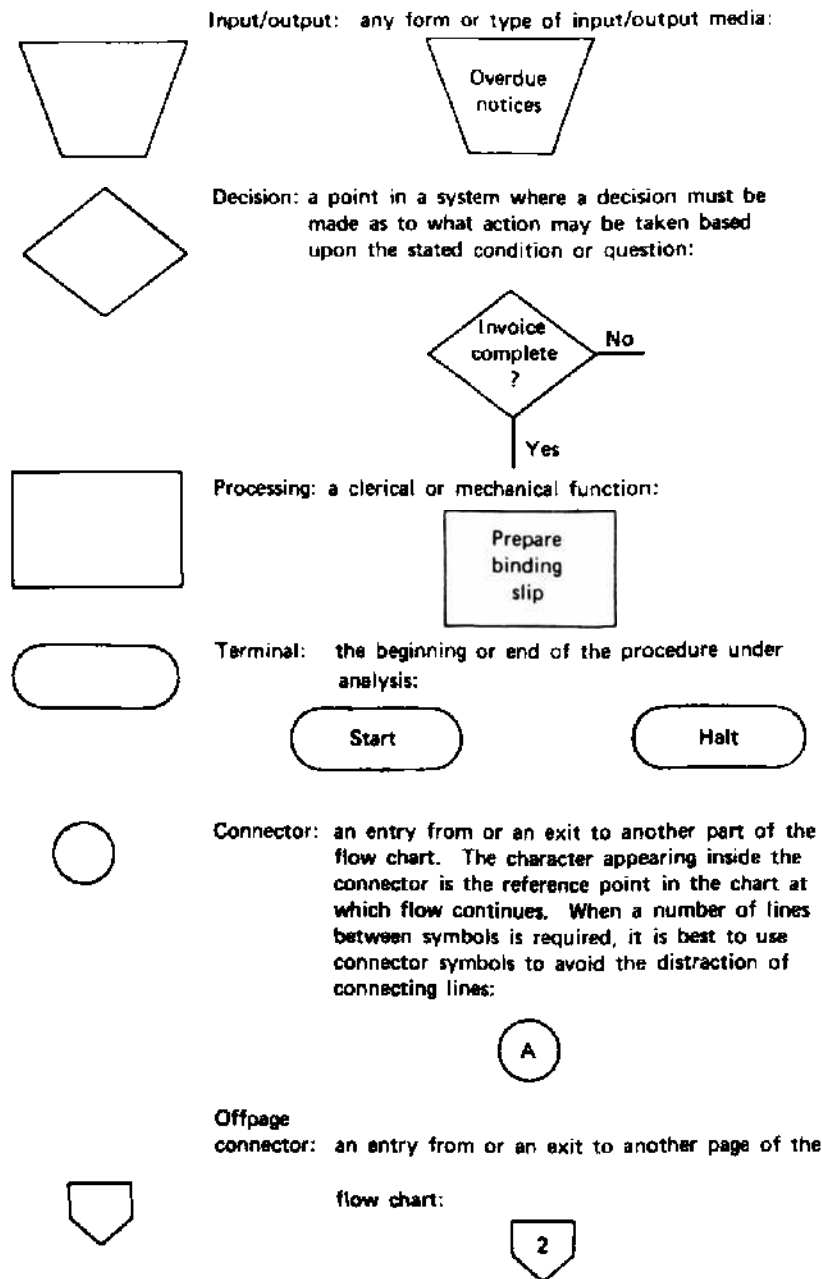 Input/output: any form or type of input/output media:
Overdue
notices
Decision: a point in a system where a decision must be
made as to what action may be taken based
upon the stated condition or question:
Invoice
complete
?
No
Yes
Processing: a clerical or mechanical function:
Prepare
binding
slip
Terminal: the beginning or end of the procedure under
analysis:
Start Halt
Connector: an entry from or an exit to another part of the
flow chart. The character appearing inside the
connector is the reference point in the chart at
which flow continues. When a number of lines
between symbols is required, it is best to use
connector symbols to avoid the distraction of
connecting lines:
A
Offpage
connector: an entry from or an exit to another page of the
flow chart:
2